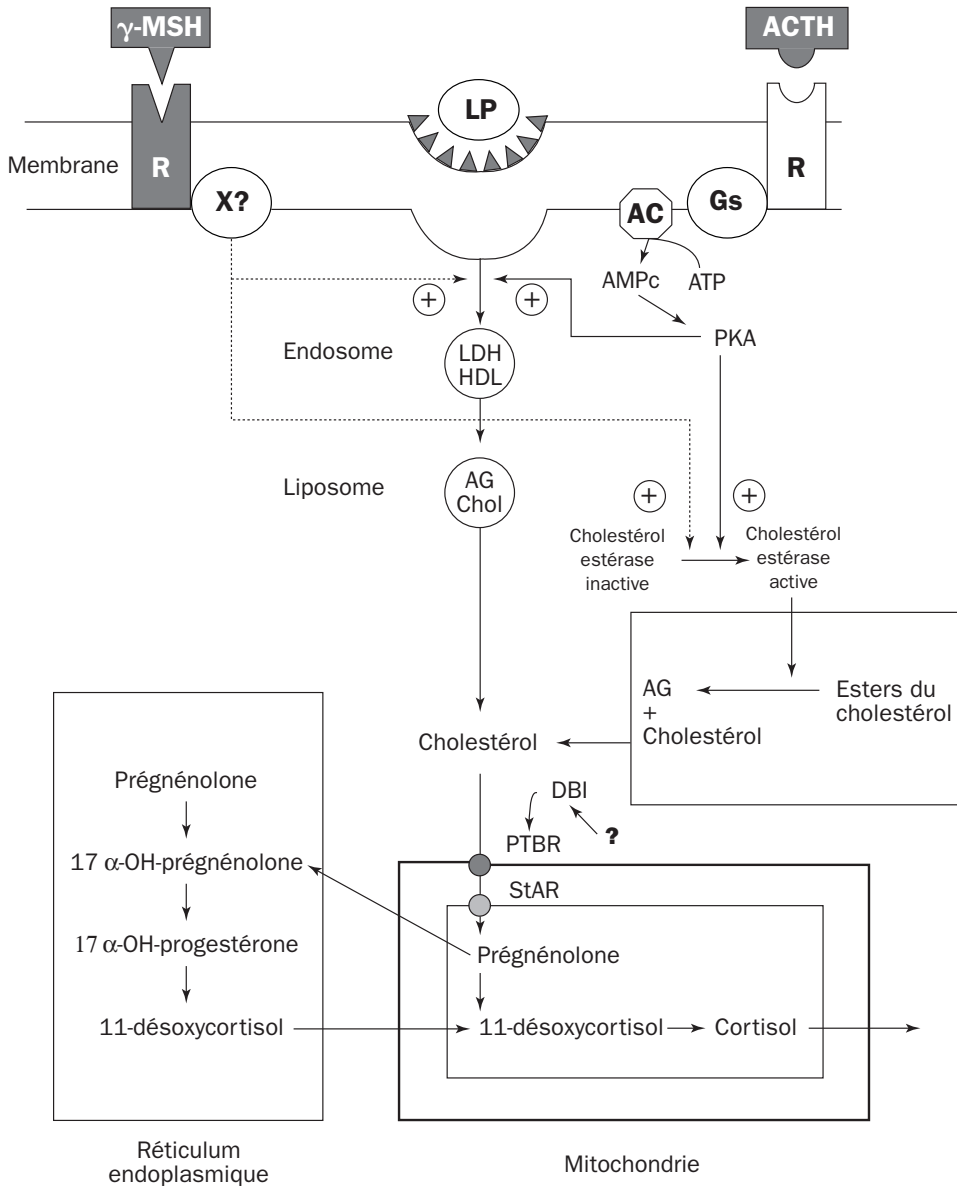 γ-MSH
ACTH
LP
Membrane
R
R
X?
Gs
AC
AMPc
ATP
+
+
PKA
Endosome
LDH
HDL
Liposome
AG
Chol
+
+
Cholestérol
estérase
inactive
Cholestérol
estérase
active
AG
+
Cholestérol
Esters du
cholestérol
Cholestérol
Prégnénolone
DBI
?
PTBR
17 α-OH-prégnénolone
StAR
17 α-OH-progestérone
Prégnénolone
11-désoxycortisol
11-désoxycortisol
Cortisol
Réticulum
endoplasmique
Mitochondrie